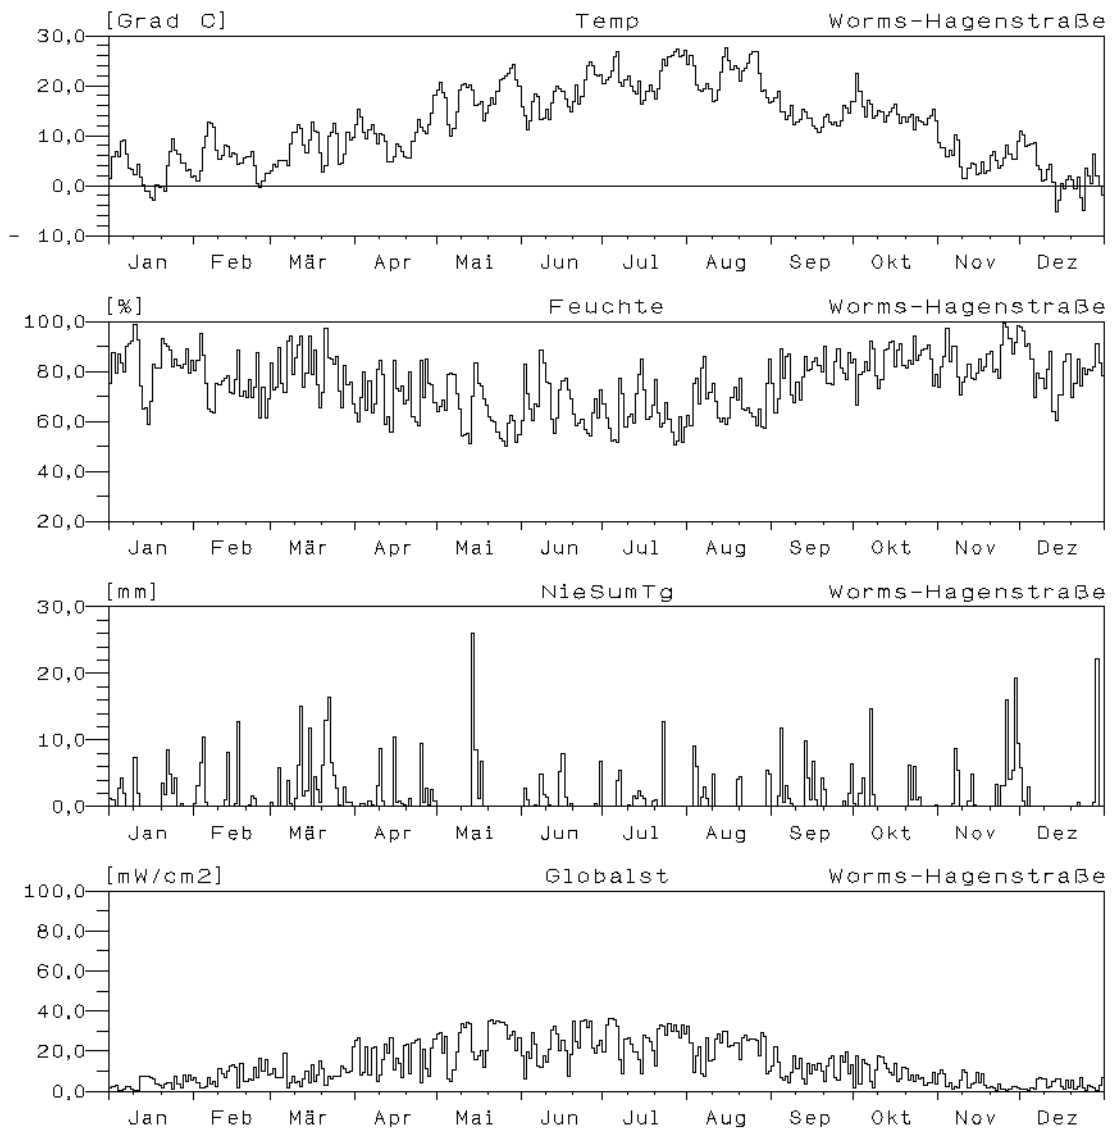 [Grad C] Temp Worms-Hagenstraße
30,0
20,0
10,0
0,0
- 10,0
Jan Feb Mär Apr Mai Jun Jul Aug Sep Okt Nov Dez
[%] Feuchte Worms-Hagenstraße
100,0
80,0
60,0
40,0
20,0
Jan Feb Mär Apr Mai Jun Jul Aug Sep Okt Nov Dez
[mm] NieSumTg Worms-Hagenstraße
30,0
20,0
10,0
0,0
Jan Feb Mär Apr Mai Jun Jul Aug Sep Okt Nov Dez
[mW/cm2] Globalst Worms-Hagenstraße
100,0
80,0
60,0
40,0
20,0
0,0
Jan Feb Mär Apr Mai Jun Jul Aug Sep Okt Nov Dez